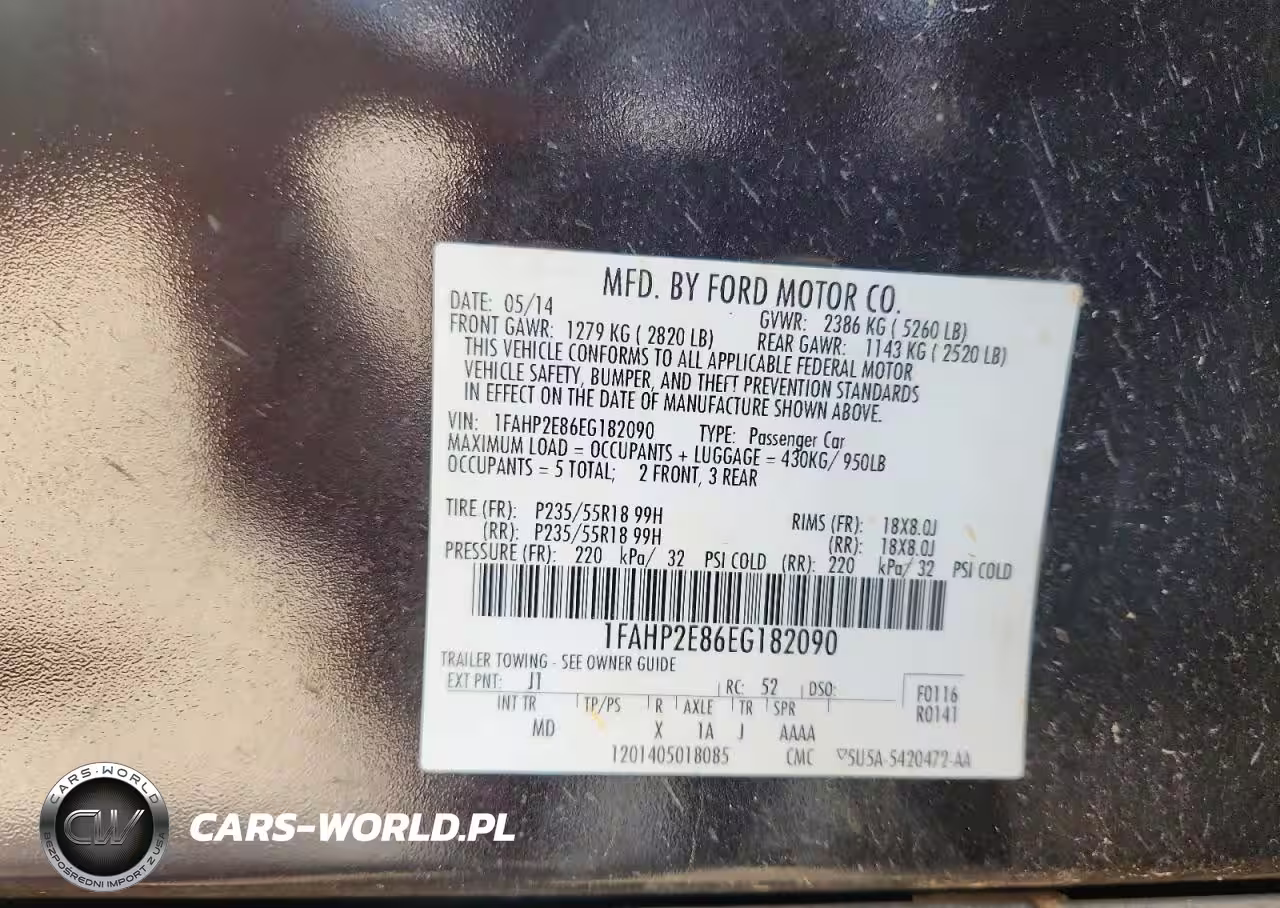 MFD. BY FORD MOTOR CO.
DATE: 05/14 GVWR: 2386 KG ( 5260 LB)
FRONT GAWR: 1279 KG ( 2820 LB) REAR GAWR: 1143 KG ( 2520 LB)
THIS VEHICLE CONFORMS TO ALL APPLICABLE FEDERAL MOTOR
VEHICLE SAFETY, BUMPER, AND THEFT PREVENTION STANDARDS
IN EFFECT ON THE DATE OF MANUFACTURE SHOWN ABOVE.
VIN: 1FAHP2E86EG182090 TYPE: Passenger Car
MAXIMUM LOAD = OCCUPANTS + LUGGAGE = 430KG/ 950LB
OCCUPANTS = 5 TOTAL; 2 FRONT, 3 REAR
TIRE (FR): P235/55R18 99H RIMS (FR): 18X8.0J
(RR): P235/55R18 99H (RR): 18X8.0J
PRESSURE (FR): 220 kPa/ 32 PSI COLD (RR): 220 kPa/ 32 PSI COLD
1FAHP2E86EG182090
TRAILER TOWING - SEE OWNER GUIDE
EXT PNT: J1 RC: 52 DSO: F0116
INT TR TP/PS R AXLE TR SPR R0141
MD X 1A J AAAA
1201405018085 CMC ▽5U5A-5420472-AA
CARS-WORLD
CW
BEZPOŚREDNI IMPORT Z USA
CARS-WORLD.PL